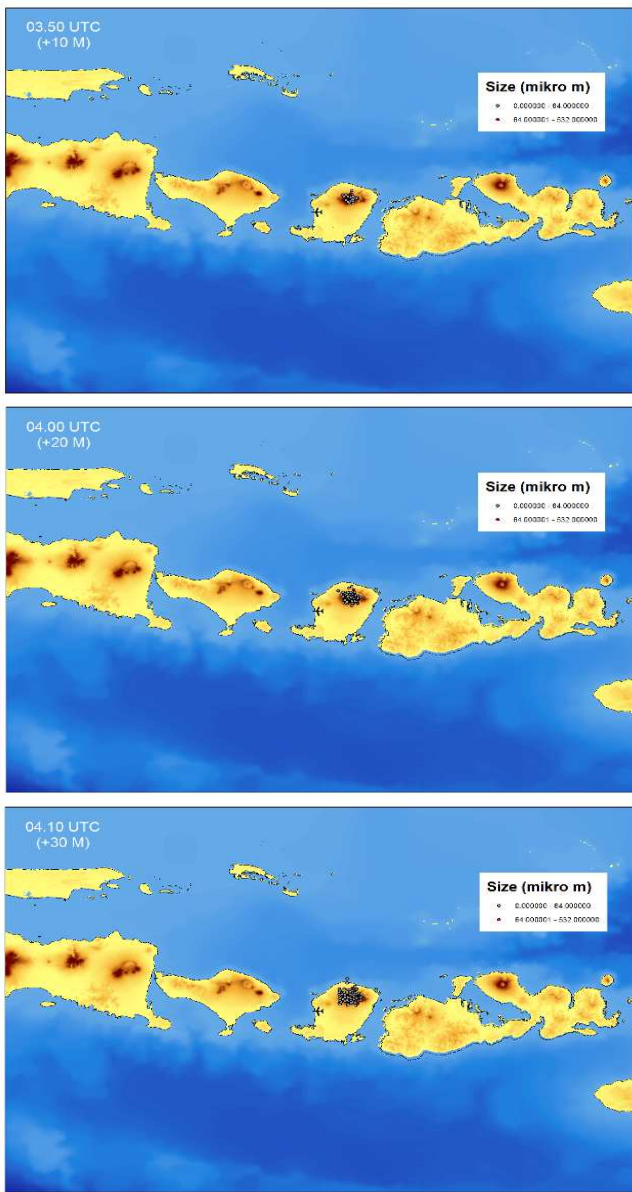 03.50 UTC
(+10 M)
Size (mikro m)
0.000000 - 64.000000
64.000001 - 532.000000
04.00 UTC
(+20 M)
Size (mikro m)
0.000000 - 64.000000
64.000001 - 532.000000
04.10 UTC
(+30 M)
Size (mikro m)
0.000000 - 64.000000
64.000001 - 532.000000